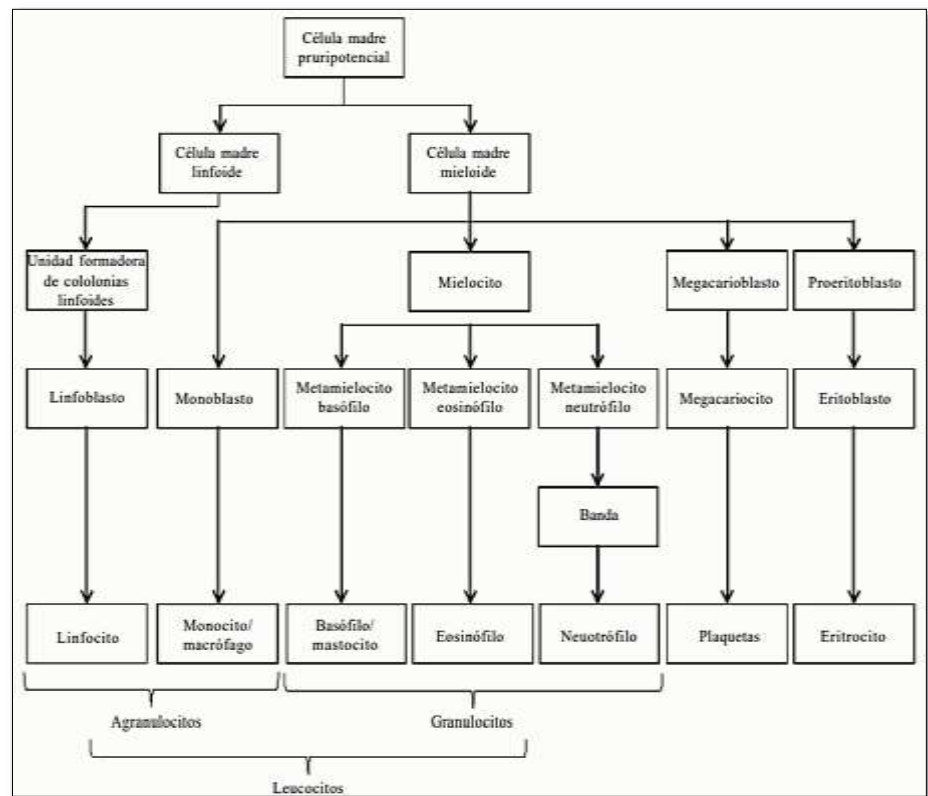 Célula madre
pruripotencial
Célula madre
linfoide
Célula madre
mieloide
Unidad formadora
de cololonias
linfoides
Mielocito
Megacarioblasto
Proeritoblasto
Linfoblasto
Monoblasto
Metamielocito
basófilo
Metamielocito
eosinófilo
Metamielocito
neutrófilo
Megacariocito
Eritoblasto
Banda
Linfocito
Monocito/
macrófago
Basófilo/
mastocito
Eosinófilo
Neuotrófilo
Plaquetas
Eritrocito
Agranulocitos
Granulocitos
Leucocitos